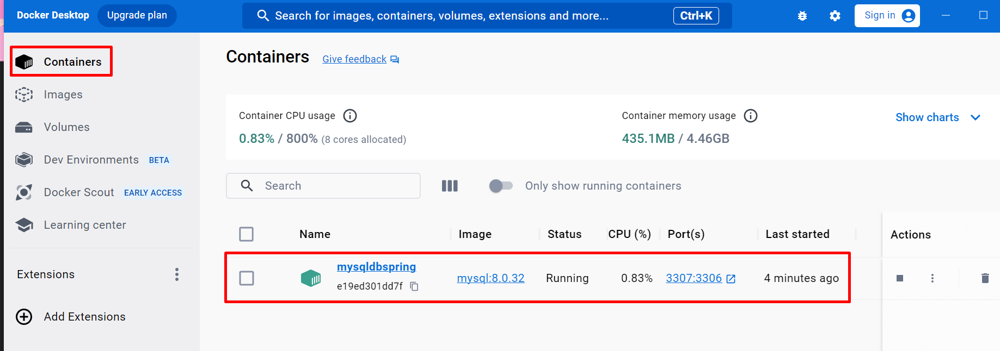 Docker Desktop Upgrade plan Search for images, containers, volumes, extensions and more... Ctrl+K Sign in
Containers
Images
Volumes
Dev Environments BETA
Docker Scout EARLY ACCESS
Learning center
Extensions
Add Extensions
Containers Give feedback
Container CPU usage
0.83% / 800% (8 cores allocated)
Container memory usage
435.1MB / 4.46GB
Show charts
Search
Only show running containers
Name Image Status CPU (%) Port(s) Last started Actions
mysqldbspring
e19ed301dd7f
mysql:8.0.32 Running 0.83% 3307:3306 4 minutes ago